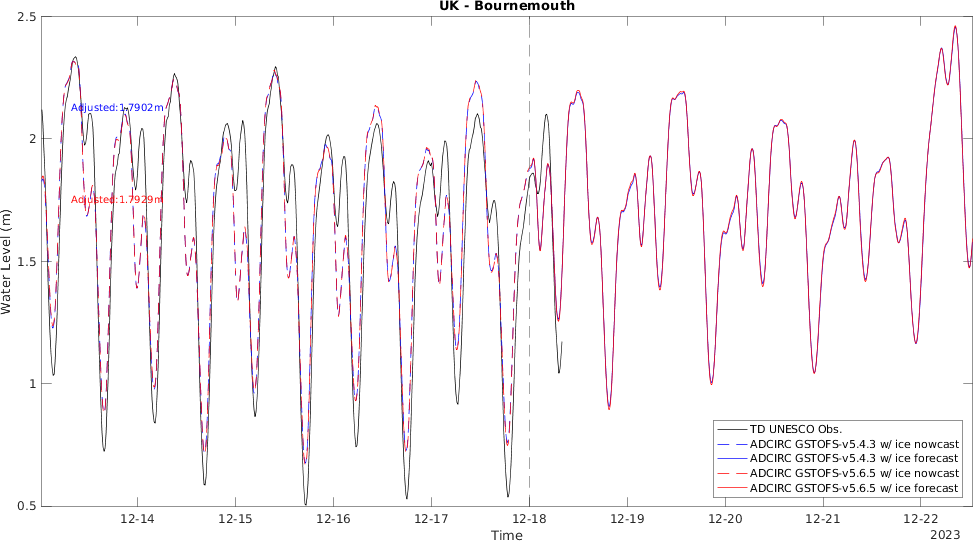 UK - Bournemouth
2.5
2
1.5
1
0.5
Water Level (m)
Adjusted:1.7902m
Adjusted:1.7929m
TD UNESCO Obs.
ADCIRC GSTOFS-v5.4.3 w/ ice nowcast
ADCIRC GSTOFS-v5.4.3 w/ ice forecast
ADCIRC GSTOFS-v5.6.5 w/ ice nowcast
ADCIRC GSTOFS-v5.6.5 w/ ice forecast
12-14 12-15 12-16 12-17 12-18 12-19 12-20 12-21 12-22
Time
2023